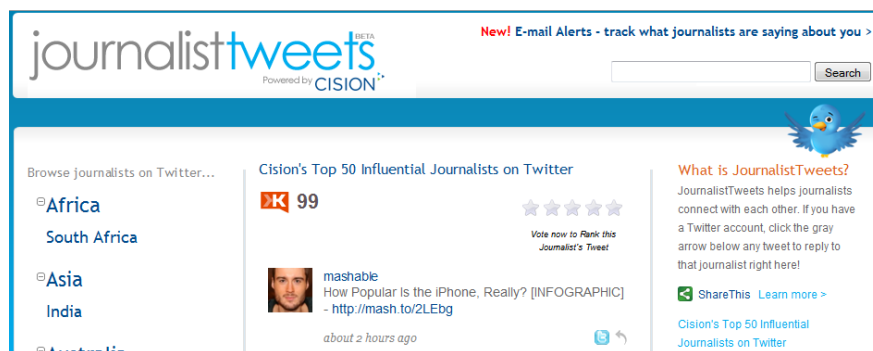 journalisttweets
BETA
Powered by CISION
New! E-mail Alerts - track what journalists are saying about you >
Search
Browse journalists on Twitter...
Africa
South Africa
Asia
India
Australia
Cision's Top 50 Influential Journalists on Twitter
K 99
Vote now to Rank this
Journalist's Tweet
mashable
How Popular Is the iPhone, Really? [INFOGRAPHIC]
- http://mash.to/2LEbg
about 2 hours ago
What is JournalistTweets?
JournalistTweets helps journalists
connect with each other. If you have
a Twitter account, click the gray
arrow below any tweet to reply to
that journalist right here!
ShareThis Learn more >
Cision's Top 50 Influential
Journalists on Twitter